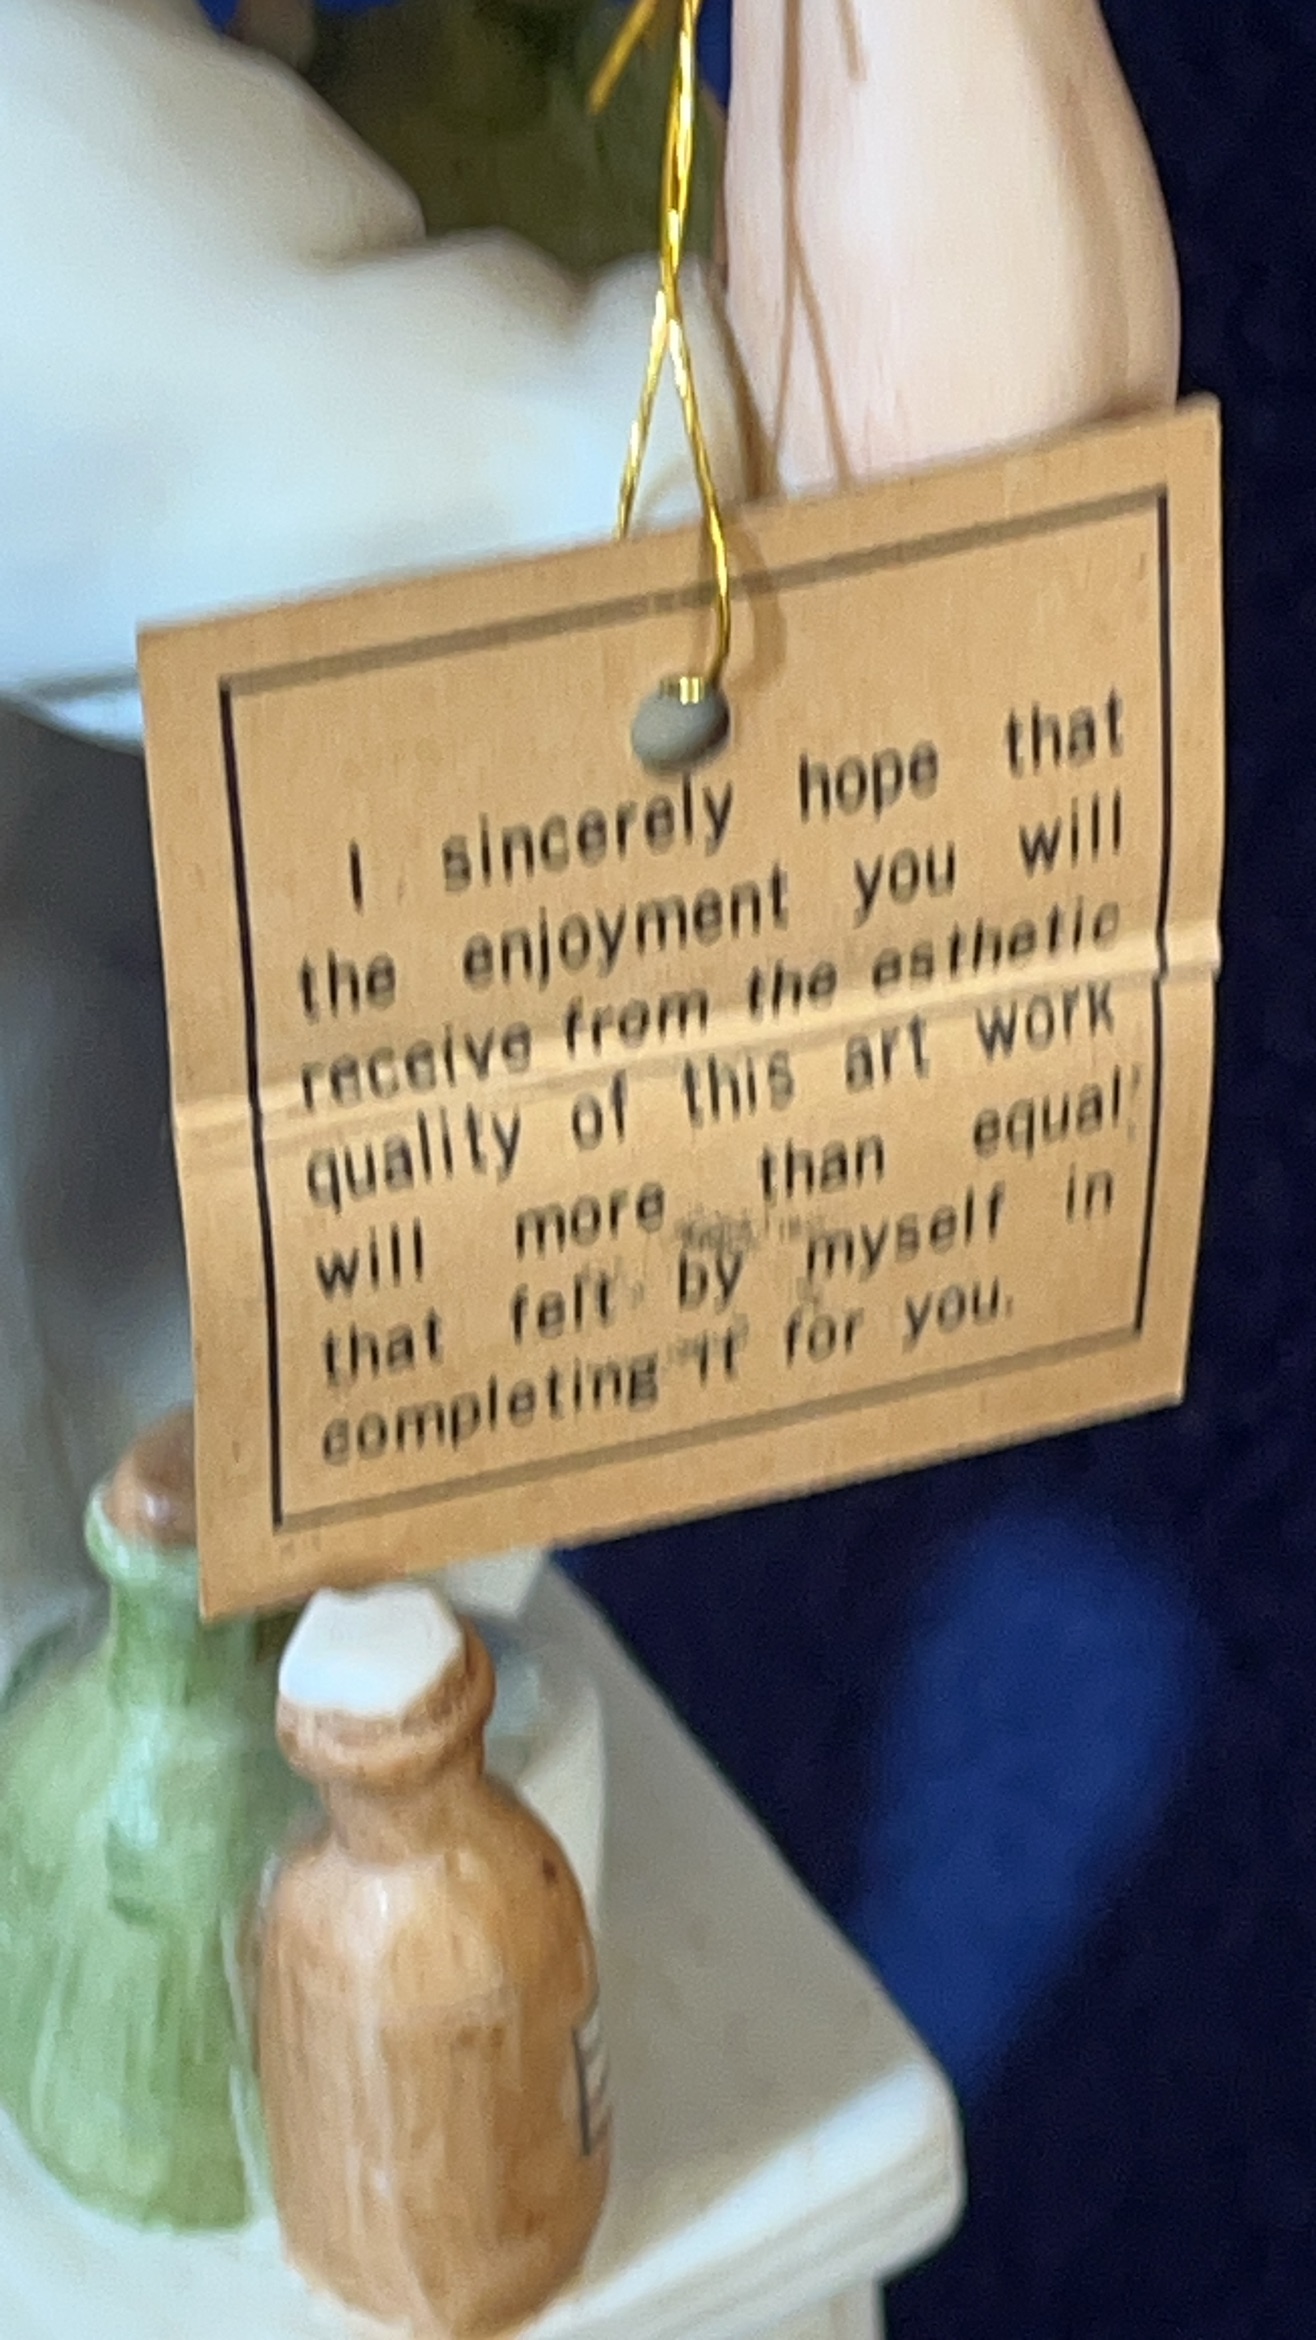 I sincerely hope that
the enjoyment you will
receive from the esthetic
quality of this art work
will more than equal
that felt by myself in
completing it for you.